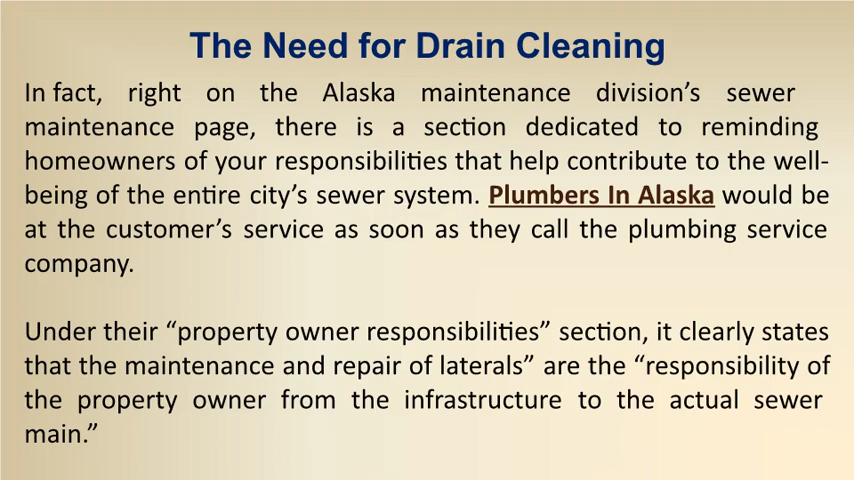 The Need for Drain Cleaning
In fact, right on the Alaska maintenance division’s sewer
maintenance page, there is a section dedicated to reminding
homeowners of your responsibilities that help contribute to the well-
being of the entire city’s sewer system. Plumbers In Alaska would be
at the customer’s service as soon as they call the plumbing service
company.
Under their “property owner responsibilities” section, it clearly states
that the maintenance and repair of laterals” are the “responsibility of
the property owner from the infrastructure to the actual sewer
main.”